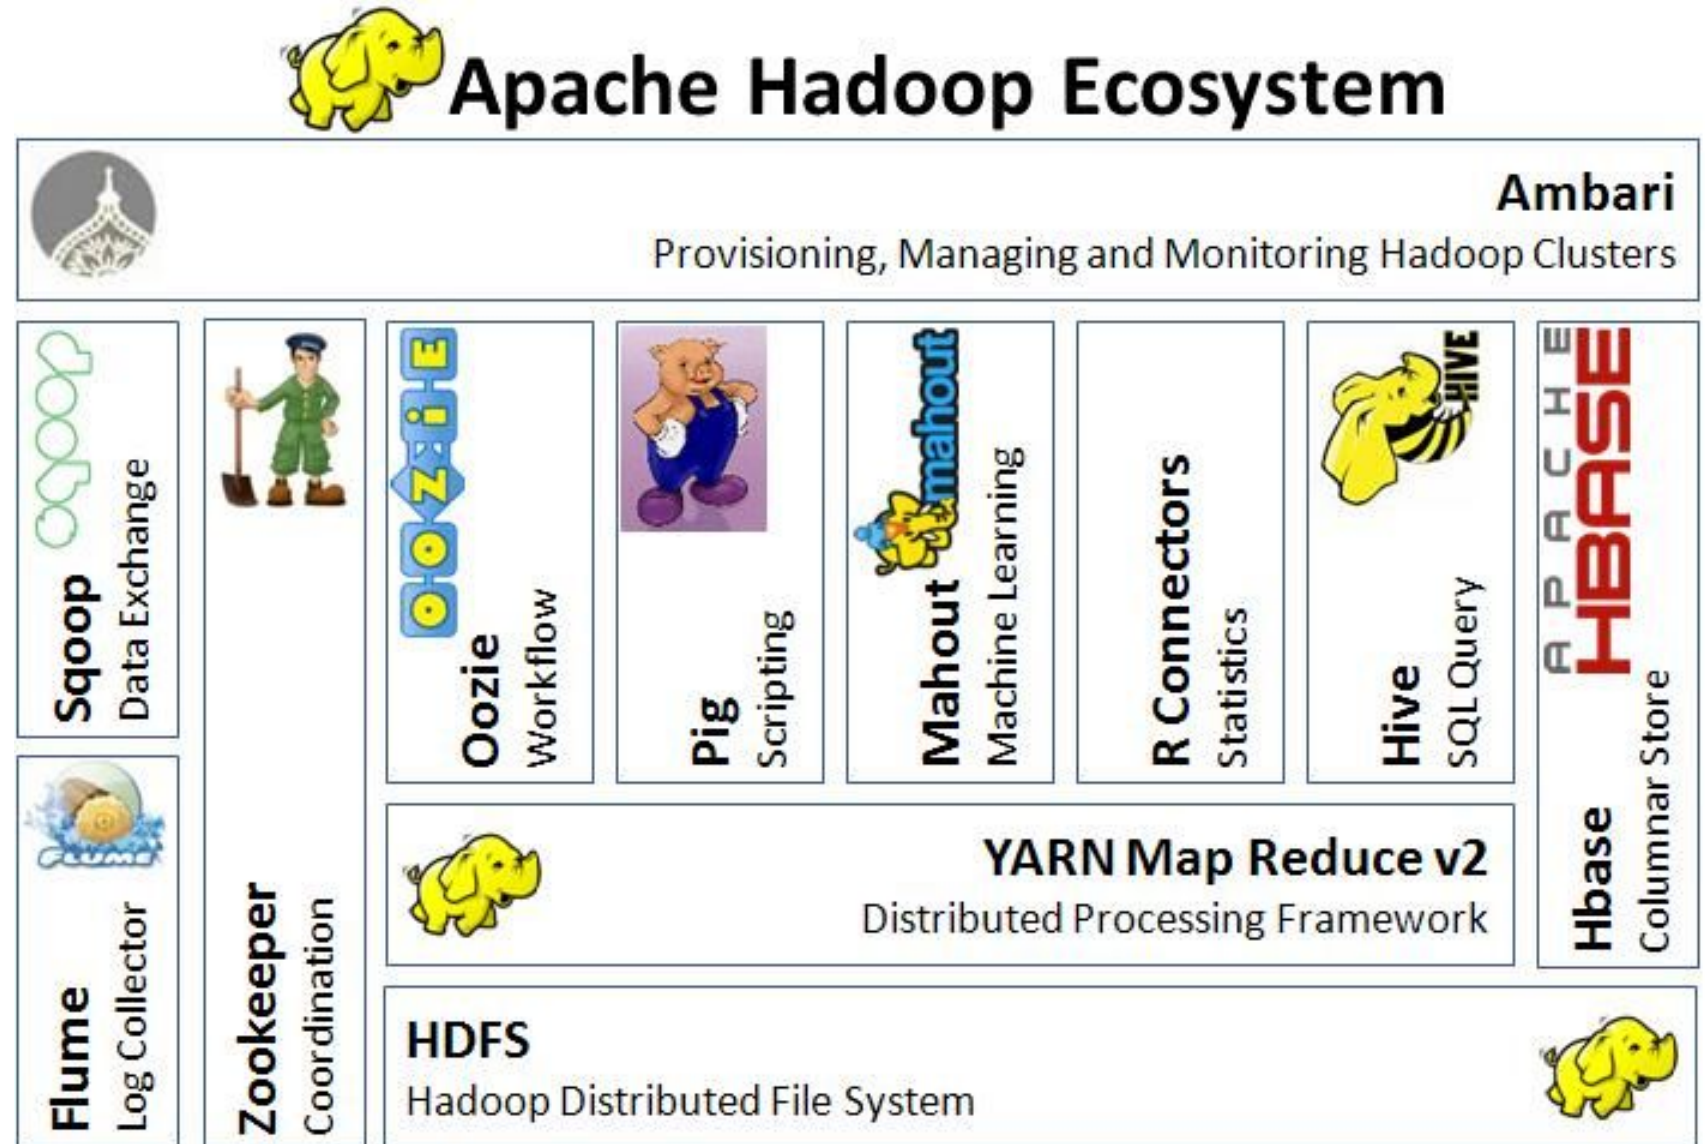 Apache Hadoop Ecosystem
Ambari
Provisioning, Managing and Monitoring Hadoop Clusters
sqoop
Sqoop
Data Exchange
FLUME
Flume
Log Collector
Zookeeper
Coordination
OOZiE
Oozie
Workflow
Pig
Scripting
mahout
Mahout
Machine Learning
R Connectors
Statistics
HIVE
Hive
SQL Query
APACHE
HBASE
Hbase
Columnar Store
YARN Map Reduce v2
Distributed Processing Framework
HDFS
Hadoop Distributed File System